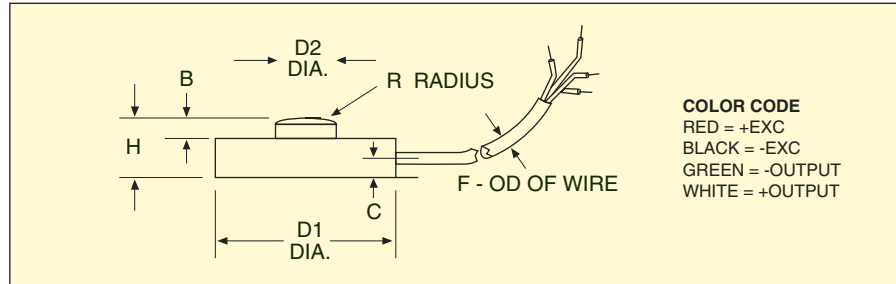 D2
DIA.
B
R RADIUS
H
F - OD OF WIRE
C
D1
DIA.
COLOR CODE
RED = +EXC
BLACK = -EXC
GREEN = -OUTPUT
WHITE = +OUTPUT